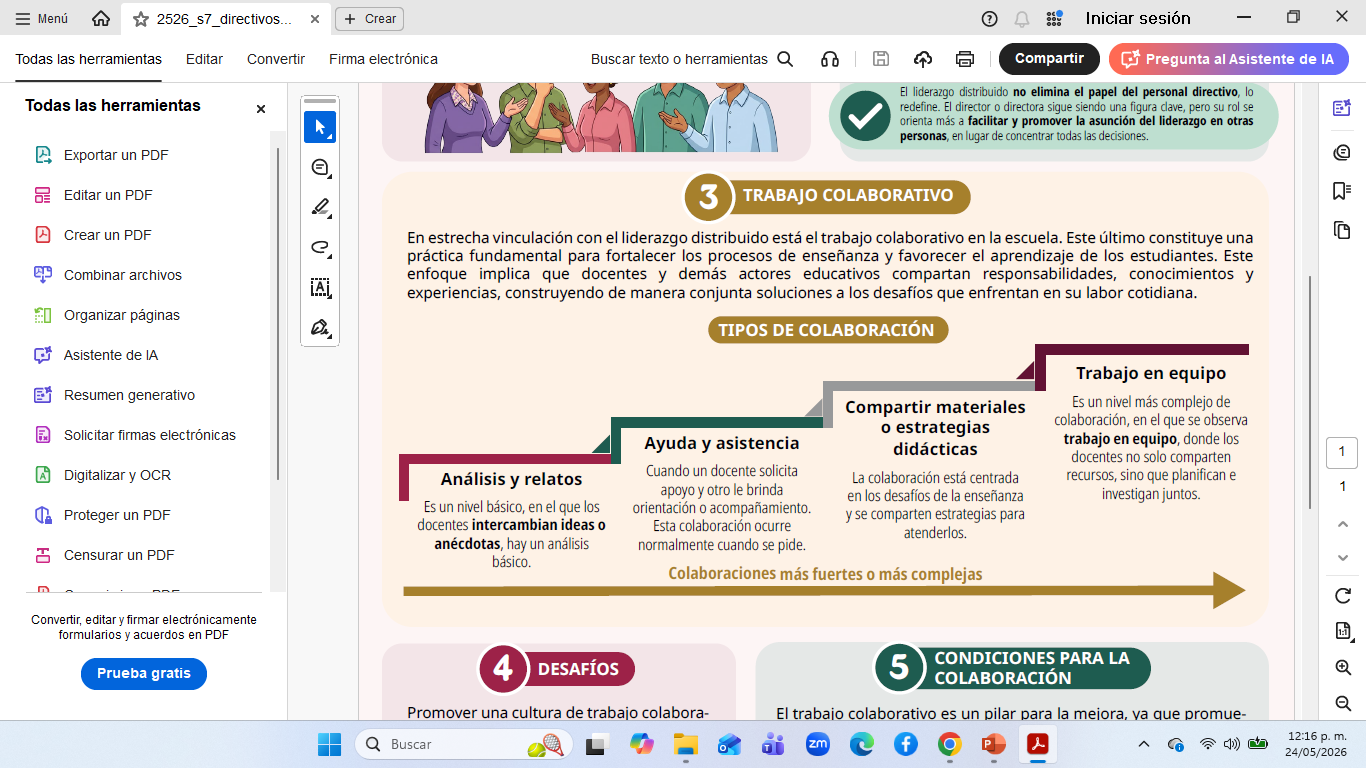 Menú
2526_s7_directivos...
Crear
Iniciar sesión
Todas las herramientas
Editar
Convertir
Firma electrónica
Buscar texto o herramientas
Compartir
Pregunta al Asistente de IA
Todas las herramientas
Exportar un PDF
Editar un PDF
Crear un PDF
Combinar archivos
Organizar páginas
Asistente de IA
Resumen generativo
Solicitar firmas electrónicas
Digitalizar y OCR
Proteger un PDF
Censurar un PDF
Convertir, editar y firmar electrónicamente
formularios y acuerdos en PDF
Prueba gratis
El liderazgo distribuido no elimina el papel del personal directivo, lo
redefine. El director o directora sigue siendo una figura clave, pero su rol se
orienta más a facilitar y promover la asunción del liderazgo en otras
personas, en lugar de concentrar todas las decisiones.
3 TRABAJO COLABORATIVO
En estrecha vinculación con el liderazgo distribuido está el trabajo colaborativo en la escuela. Este último constituye una
práctica fundamental para fortalecer los procesos de enseñanza y favorecer el aprendizaje de los estudiantes. Este
enfoque implica que docentes y demás actores educativos compartan responsabilidades, conocimientos y
experiencias, construyendo de manera conjunta soluciones a los desafíos que enfrentan en su labor cotidiana.
TIPOS DE COLABORACIÓN
Análisis y relatos
Es un nivel básico, en el que los
docentes intercambian ideas o
anécdotas, hay un análisis
básico.
Ayuda y asistencia
Cuando un docente solicita
apoyo y otro le brinda
orientación o acompañamiento.
Esta colaboración ocurre
normalmente cuando se pide.
Compartir materiales
o estrategias
didácticas
La colaboración está centrada
en los desafíos de la enseñanza
y se comparten estrategias para
atenderlos.
Trabajo en equipo
Es un nivel más complejo de
colaboración, en el que se observa
trabajo en equipo, donde los
docentes no solo comparten
recursos, sino que planifican e
investigan juntos.
Colaboraciones más fuertes o más complejas
4 DESAFÍOS
Promover una cultura de trabajo colabora-
5 CONDICIONES PARA LA
COLABORACIÓN
El trabajo colaborativo es un pilar para la mejora, ya que promue-
1
1
1:1
Buscar
zm
12:16 p. m.
24/05/2026